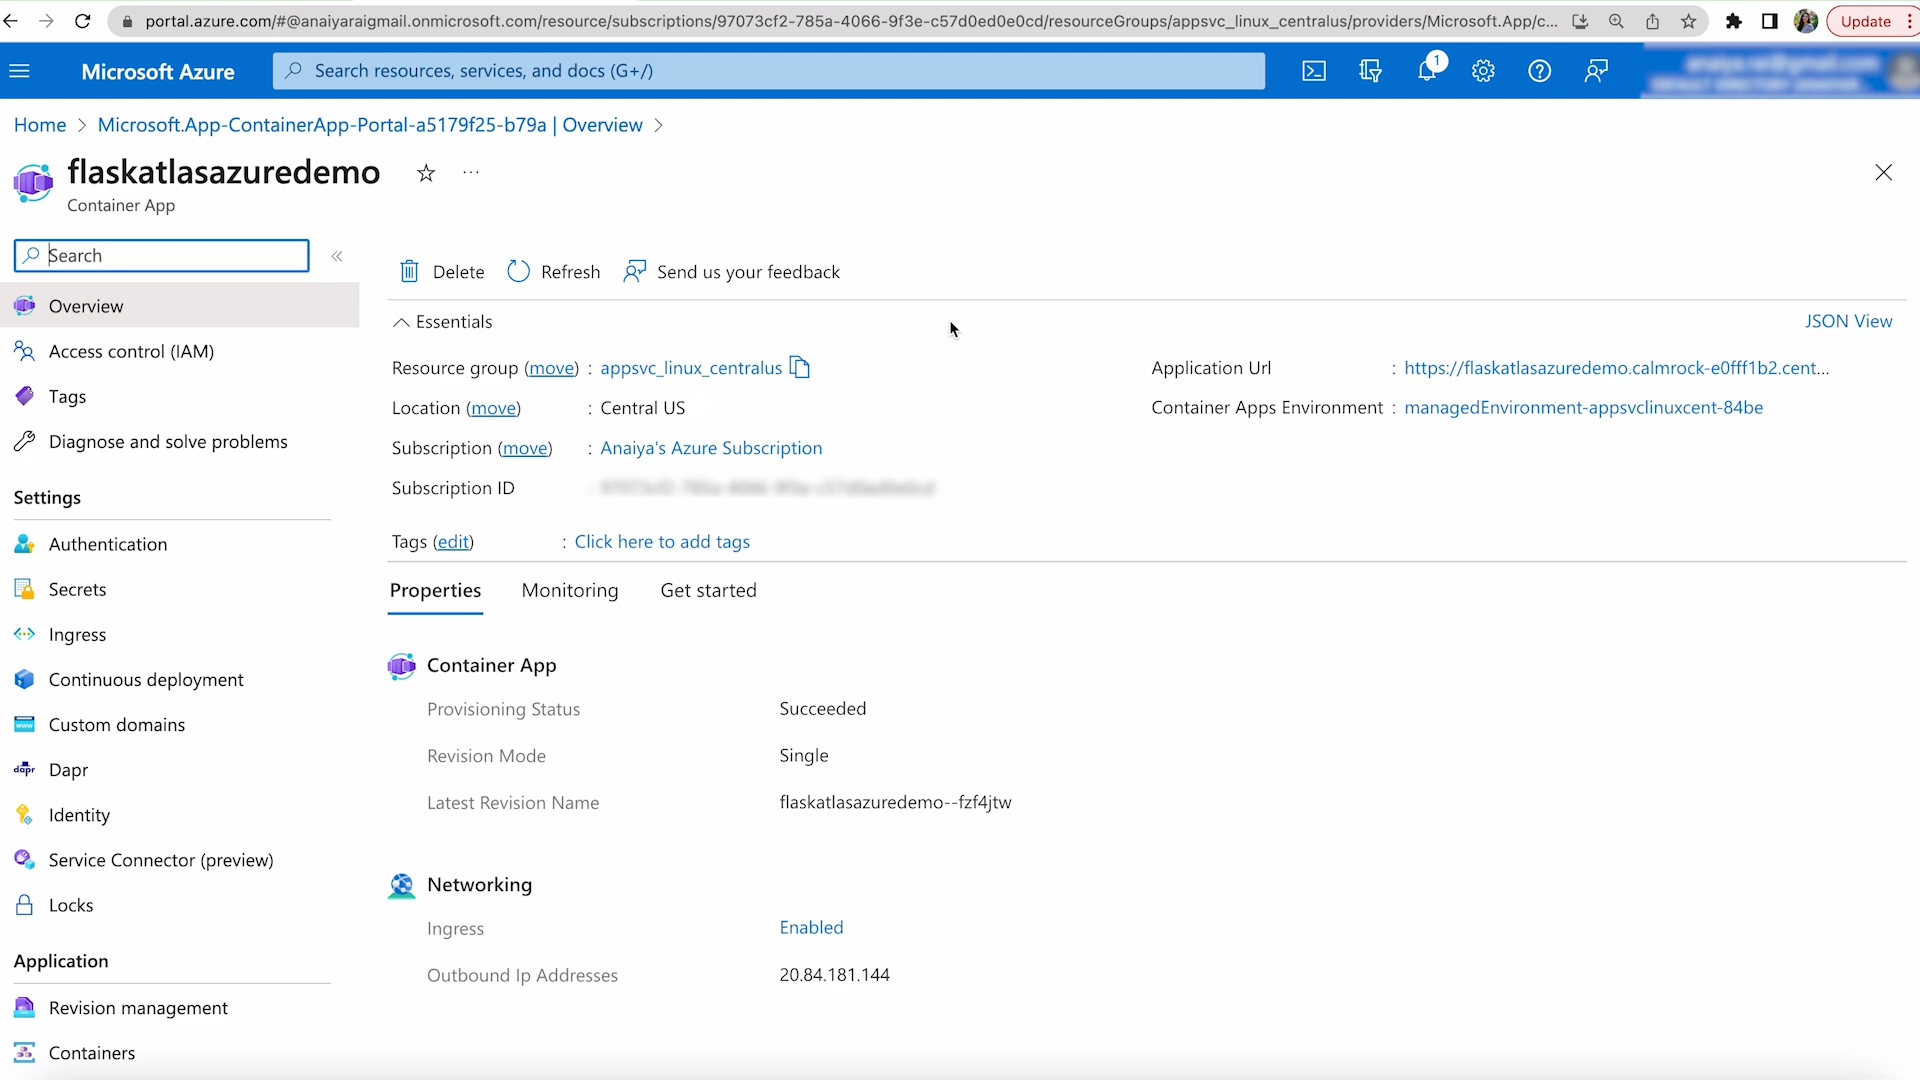 portal.azure.com/#@anaiyaraigmail.onmicrosoft.com/resource/subscriptions/97073cf2-785a-4066-9f3e-c57d0ed0e0cd/resourceGroups/appsvc_linux_centralus/providers/Microsoft.App/c...
Update
Microsoft Azure
Search resources, services, and docs (G+/)
1
Home > Microsoft.App-ContainerApp-Portal-a5179f25-b79a | Overview >
flaskatlasazuredemo
...
Container App
Search
«
Delete
Refresh
Send us your feedback
Overview
Essentials
JSON View
Access control (IAM)
Resource group (move) : appsvc_linux_centralus
Application Url : https://flaskatlasazuredemo.calmrock-e0fff1b2.cent...
Tags
Location (move) : Central US
Container Apps Environment : managedEnvironment-appsvclinuxcent-84be
Diagnose and solve problems
Subscription (move) : Anaiya's Azure Subscription
Subscription ID
Settings
Tags (edit) : Click here to add tags
Authentication
Secrets
Ingress
Continuous deployment
Custom domains
www
Dapr
dapr
Identity
Service Connector (preview)
Locks
Application
Revision management
Containers
Properties
Monitoring
Get started
Container App
Provisioning Status
Succeeded
Revision Mode
Single
Latest Revision Name
flaskatlasazuredemo--fzf4jtw
Networking
Ingress
Enabled
Outbound Ip Addresses
20.84.181.144